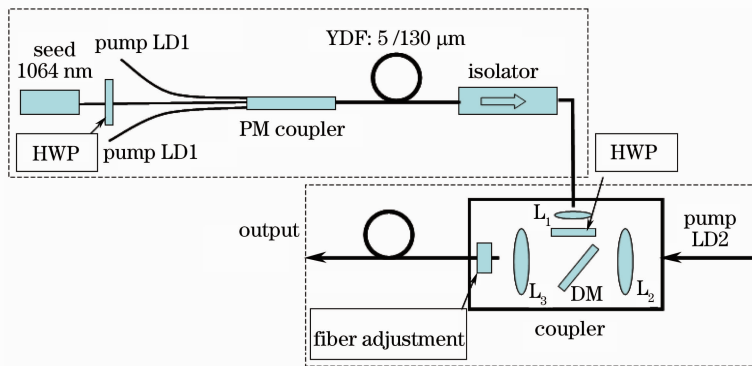 pump LD1
YDF: 5 /130 μm
seed
1064 nm
isolator
HWP
pump LD1
PM coupler
HWP
L1
output
pump
LD2
L3
DM
L2
fiber adjustment
coupler